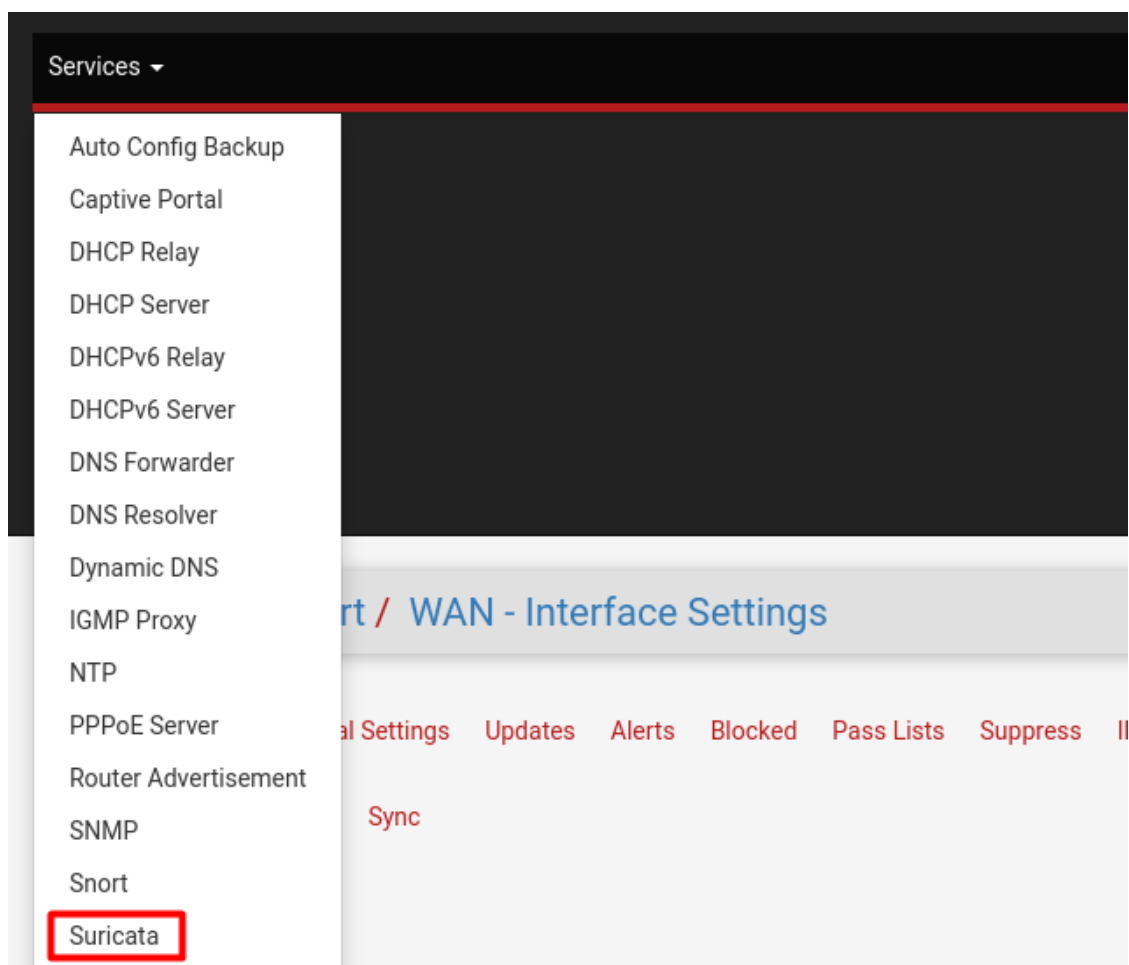 Services
Auto Config Backup
Captive Portal
DHCP Relay
DHCP Server
DHCPv6 Relay
DHCPv6 Server
DNS Forwarder
DNS Resolver
Dynamic DNS
IGMP Proxy
NTP
PPPoE Server
Router Advertisement
SNMP
Snort
Suricata
rt / WAN - Interface Settings
al Settings Updates Alerts Blocked Pass Lists Suppress
Sync